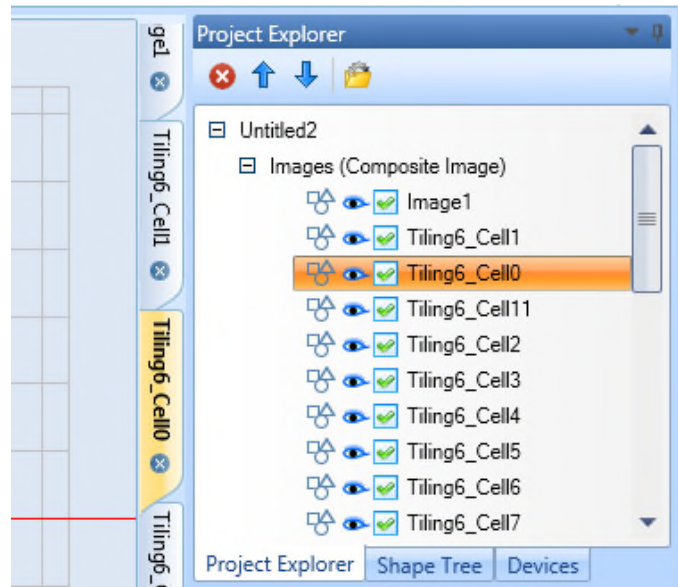 ge1
Tiling6_Cell1
Tiling6_Cell0
Tiling6_
Project Explorer
Untitled2
Images (Composite Image)
Image1
Tiling6_Cell1
Tiling6_Cell0
Tiling6_Cell11
Tiling6_Cell2
Tiling6_Cell3
Tiling6_Cell4
Tiling6_Cell5
Tiling6_Cell6
Tiling6_Cell7
Project Explorer Shape Tree Devices